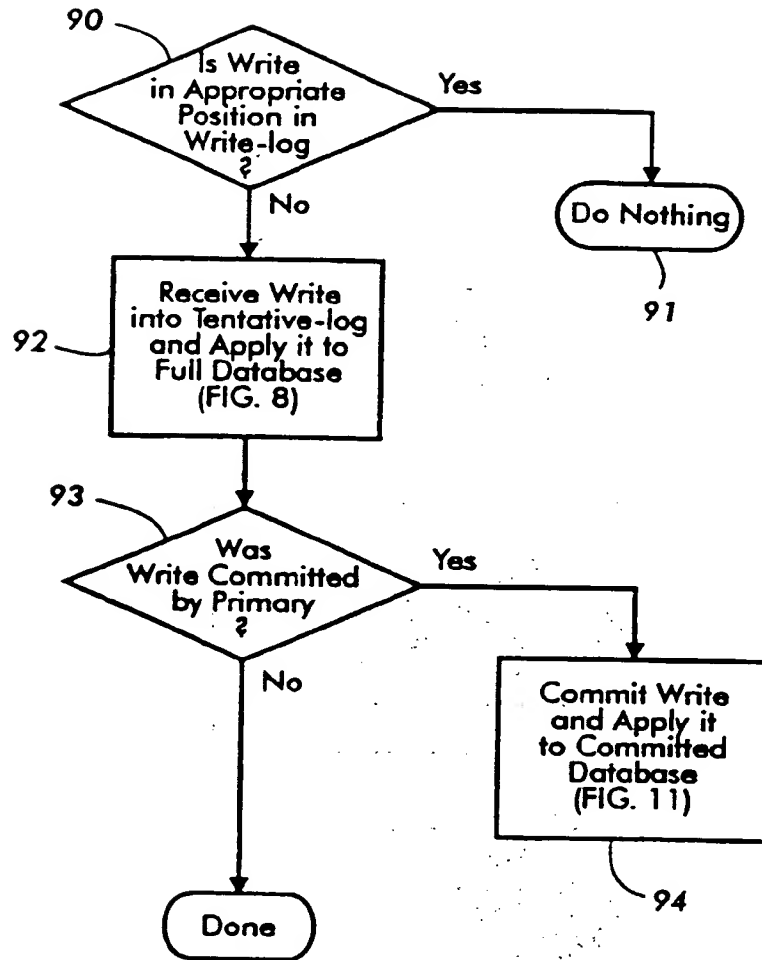 90
Is Write
in Appropriate
Position in
Write-log
?
Yes
No
Do Nothing
91
92
Receive Write
into Tentative-log
and Apply it to
Full Database
(FIG. 8)
93
Was
Write Committed
by Primary
?
Yes
No
Commit Write
and Apply it
to Committed
Database
(FIG. 11)
94
Done